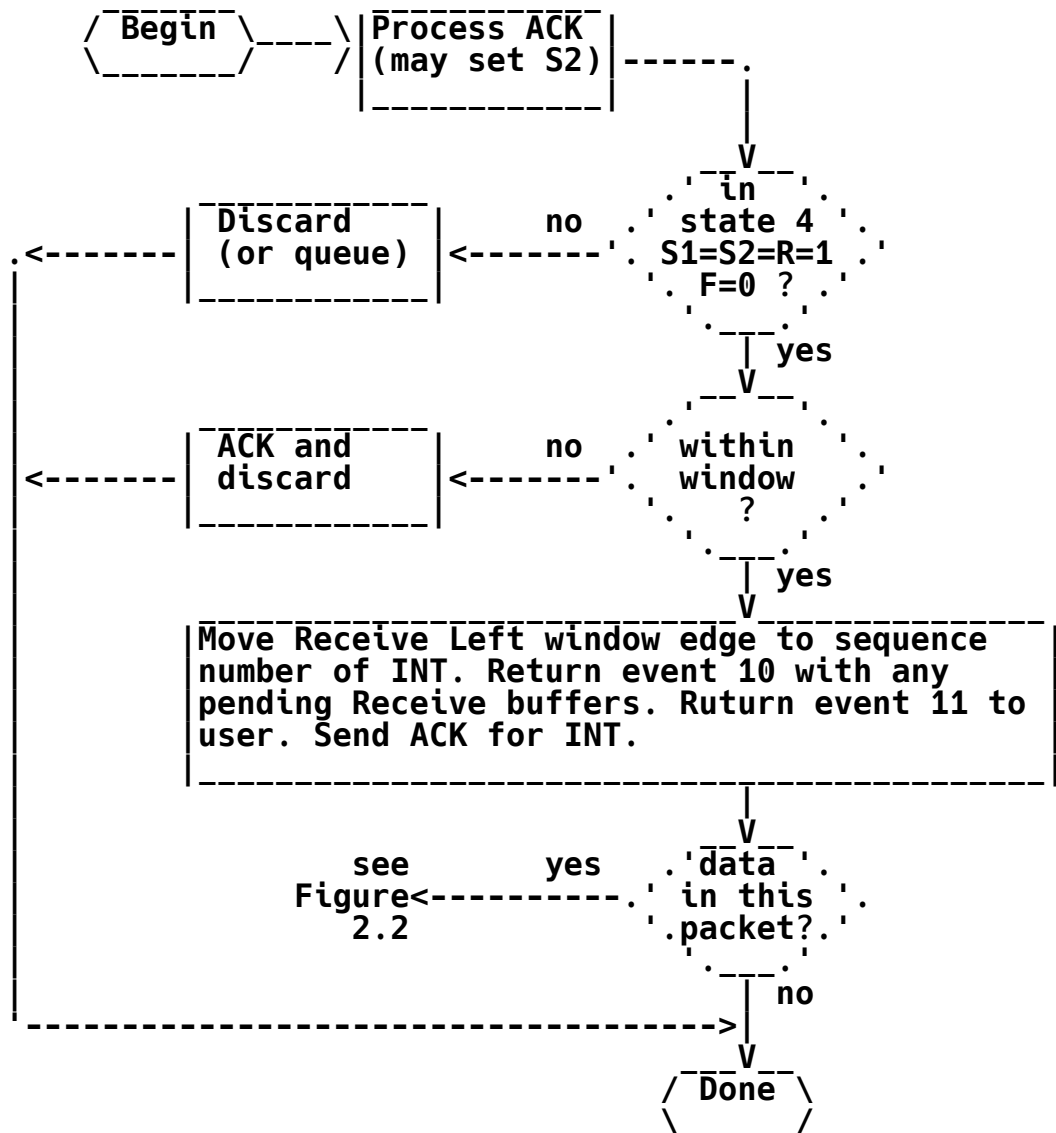 Begin
Process ACK
(may set S2)
in
state 4
S1=S2=R=1
F=0 ?
no
Discard
(or queue)
yes
within
window
?
no
ACK and
discard
yes
Move Receive Left window edge to sequence
number of INT. Return event 10 with any
pending Receive buffers. Ruturn event 11 to
user. Send ACK for INT.
data
in this
packet?
yes
see
Figure
2.2
no
Done